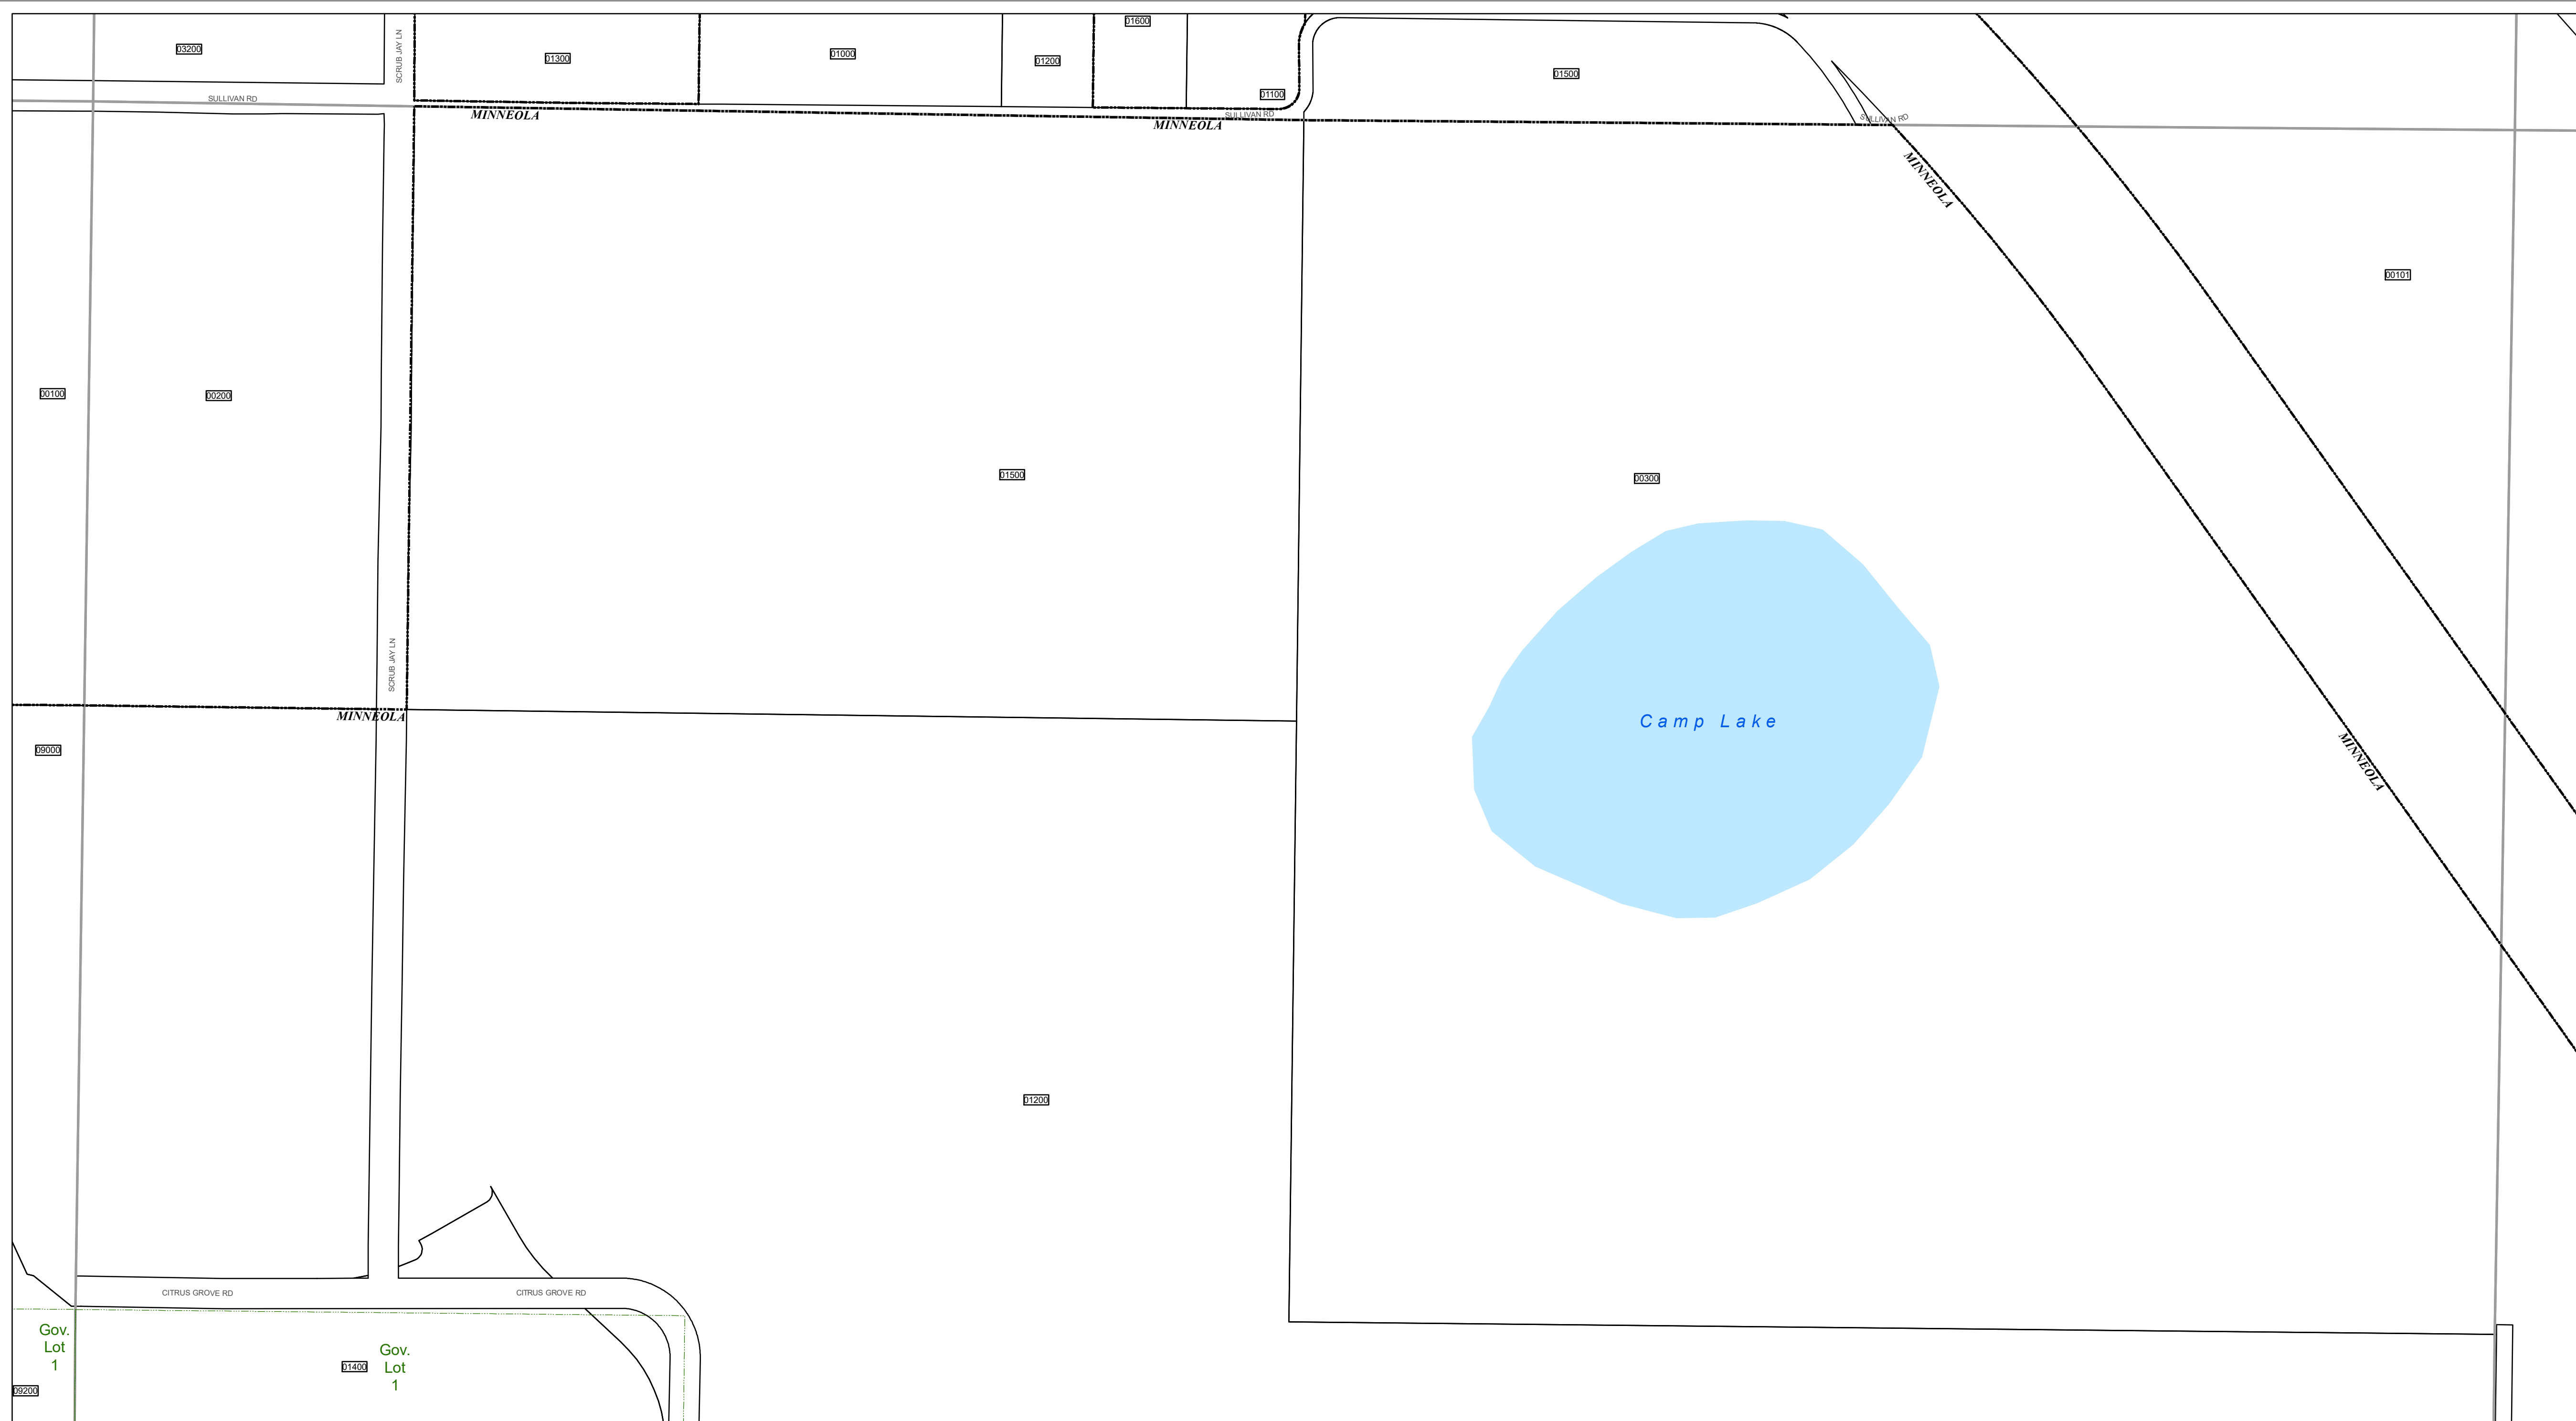 01600
03200
SCRUB JAY LN
01300
01000
01200
01500
01100
SULLIVAN RD
MINNEOLA
SULLIVAN RD
MINNEOLA
SULLIVAN RD
MINNEOLA
00101
00100
00200
01500
00300
SCRUB JAY LN
MINNEOLA
Camp Lake
09000
MINNEOLA
01200
CITRUS GROVE RD
CITRUS GROVE RD
Gov.
Lot
1
Gov.
Lot
1
01400
09200